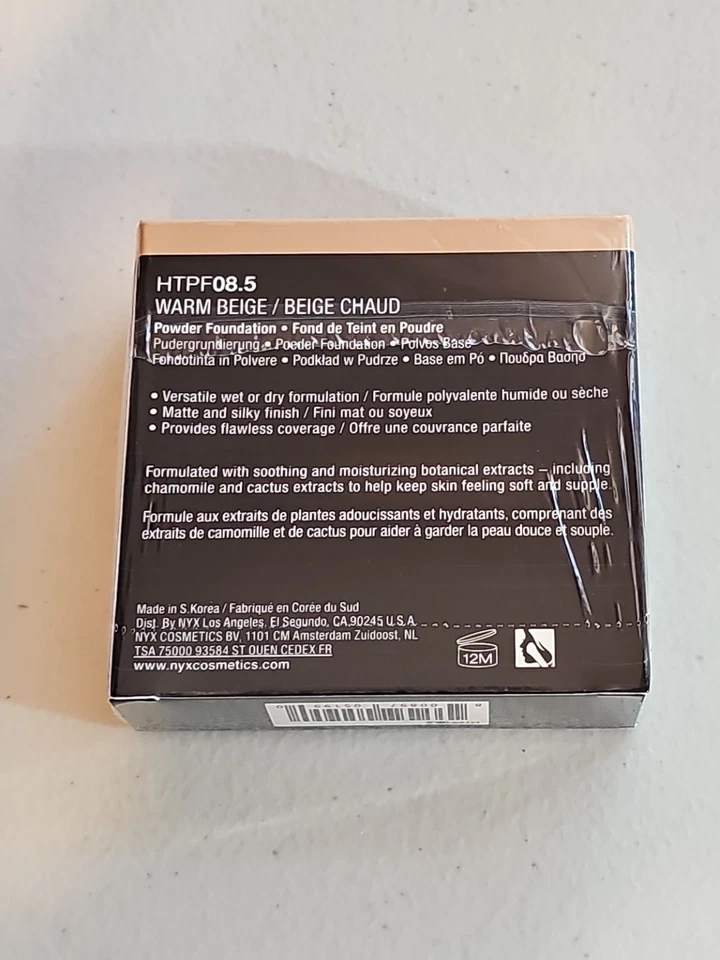 HTPF08.5
WARM BEIGE / BEIGE CHAUD
Powder Foundation • Fond de Teint en Poudre
Pudergrundierung • Poeder Foundation • Polvos Base
Fondotinta in Polvere • Podkład w Pudrze • Base em Pó • Πουδρα Βαση
• Versatile wet or dry formulation / Formule polyvalente humide ou sèche
• Matte and silky finish / Fini mat ou soyeux
• Provides flawless coverage / Offre une couvrance parfaite
Formulated with soothing and moisturizing botanical extracts – including
chamomile and cactus extracts to help keep skin feeling soft and supple.
Formule aux extraits de plantes adoucissants et hydratants, comprenant des
extraits de camomille et de cactus pour aider à garder la peau douce et souple.
Made in S.Korea / Fabriqué en Corée du Sud
Dist. By NYX Los Angeles, El Segundo, CA,90245 U.S.A.
NYX COSMETICS BV, 1101 CM Amsterdam Zuidoost, NL
TSA 75000 93584 ST OUEN CEDEX FR
www.nyxcosmetics.com
12M